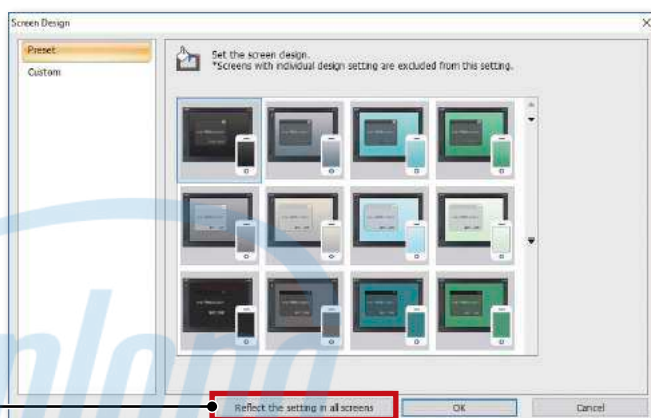 Screen Design
Preset
Custom
Set the screen design.
*Screens with individual design setting are excluded from this setting.
Reflect the setting in all screens
OK
Cancel